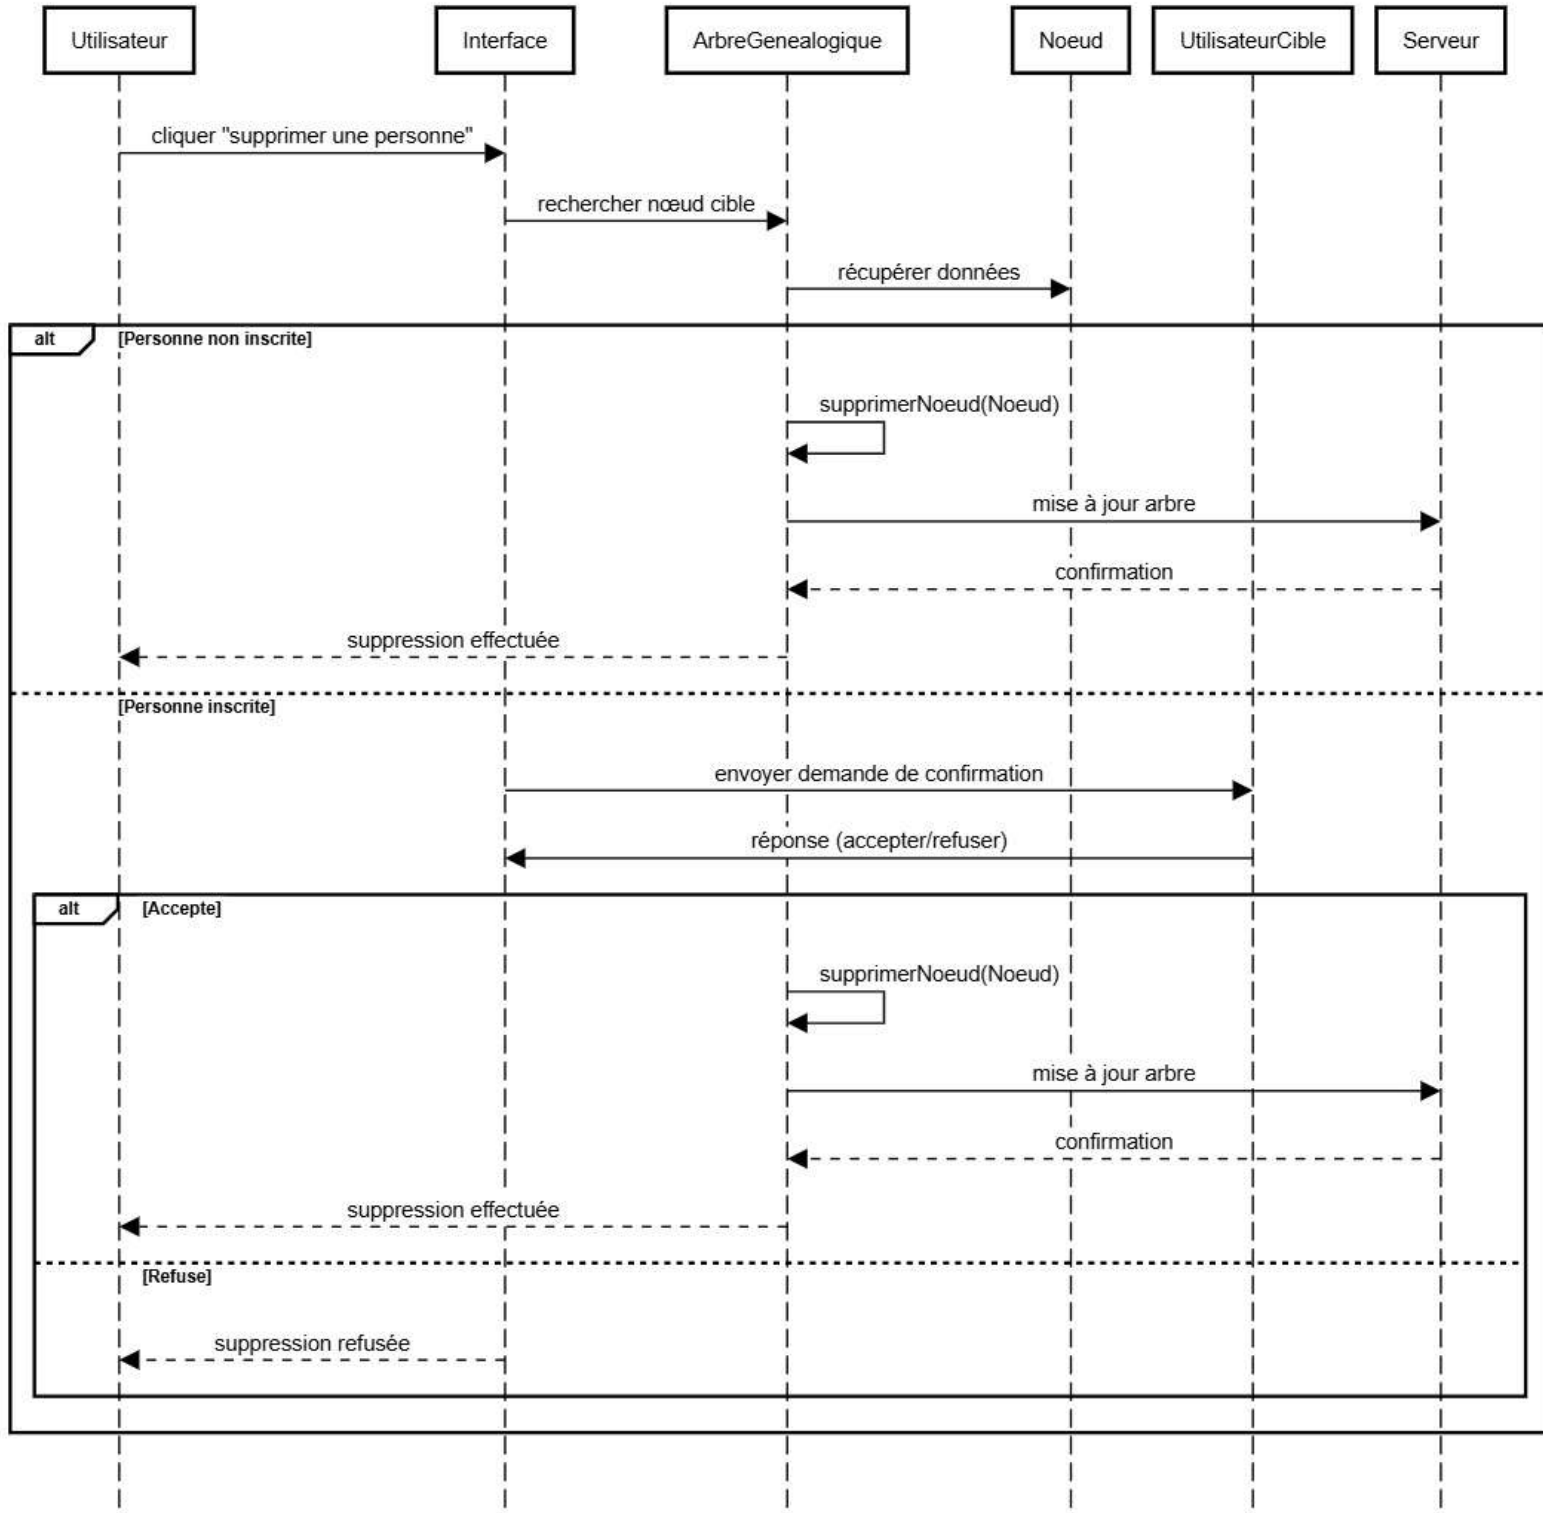 Utilisateur
Interface
ArbreGenealogique
Noeud
UtilisateurCible
Serveur
cliquer "supprimer une personne"
rechercher nœud cible
récupérer données
alt
[Personne non inscrite]
supprimerNoeud(Noeud)
mise à jour arbre
confirmation
suppression effectuée
[Personne inscrite]
envoyer demande de confirmation
réponse (accepter/refuser)
alt
[Accepte]
supprimerNoeud(Noeud)
mise à jour arbre
confirmation
suppression effectuée
[Refuse]
suppression refusée